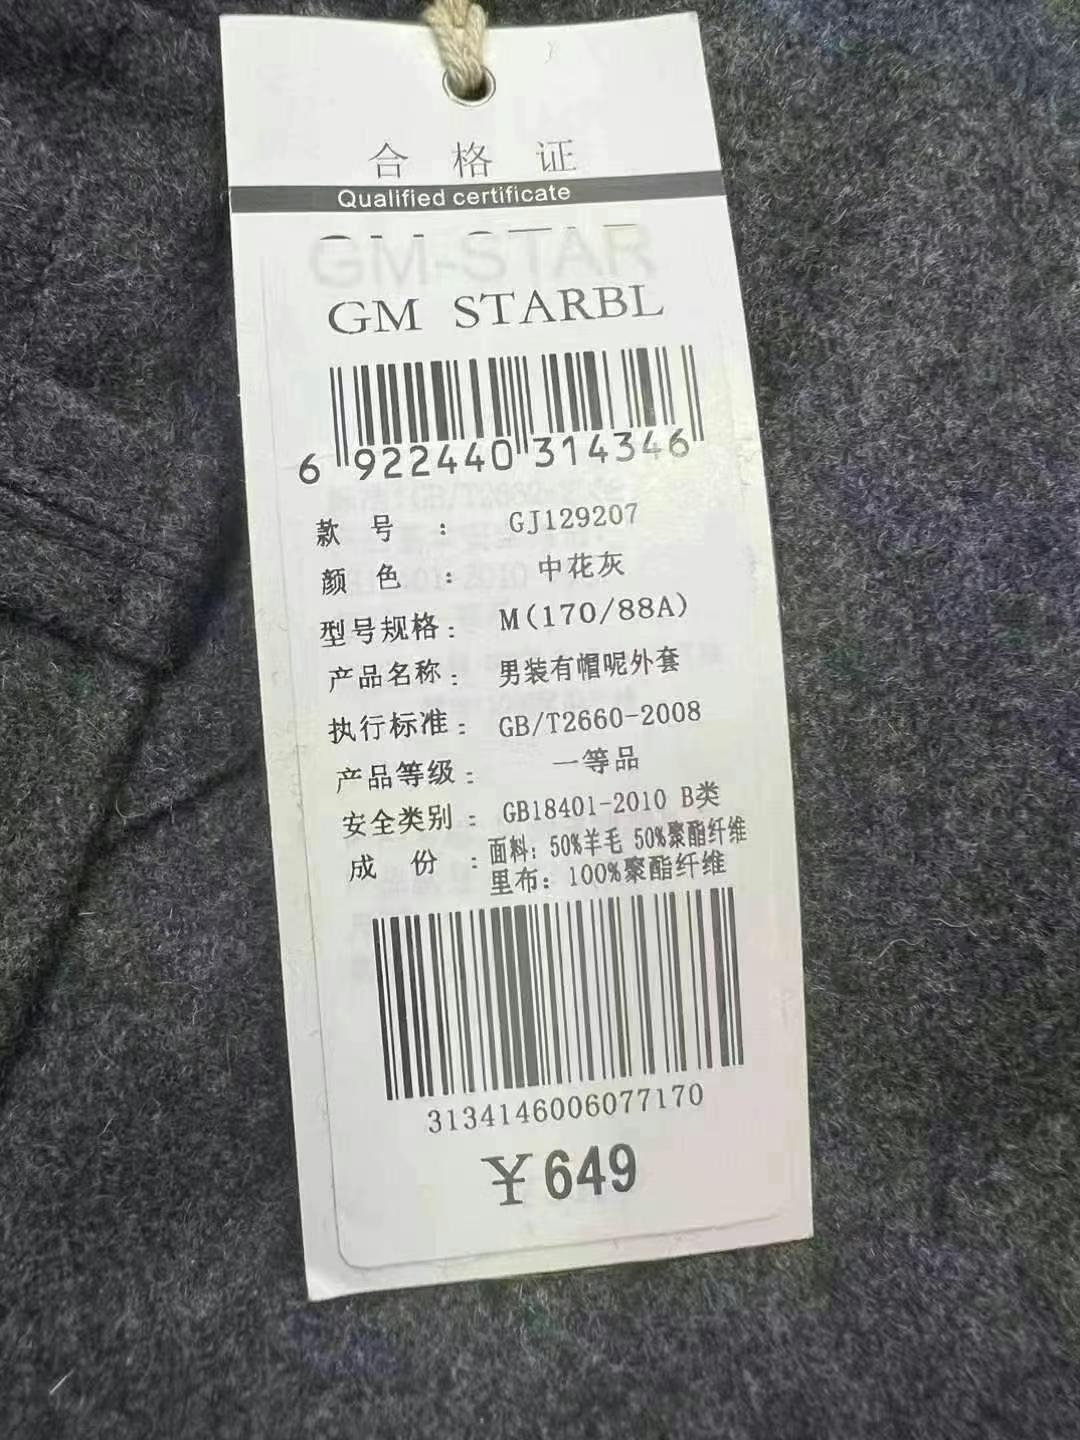 合格证
Qualified certificate
GM-STAR
GM STARBL
6 922440 314346
款号: GJ129207
颜色: 中花灰
型号规格: M(170/88A)
产品名称: 男装有帽呢外套
执行标准: GB/T2660-2008
产品等级: 一等品
安全类别: GB18401-2010 B类
成份: 面料: 50%羊毛 50%聚酯纤维
里布: 100%聚酯纤维
3134146006077170
¥649